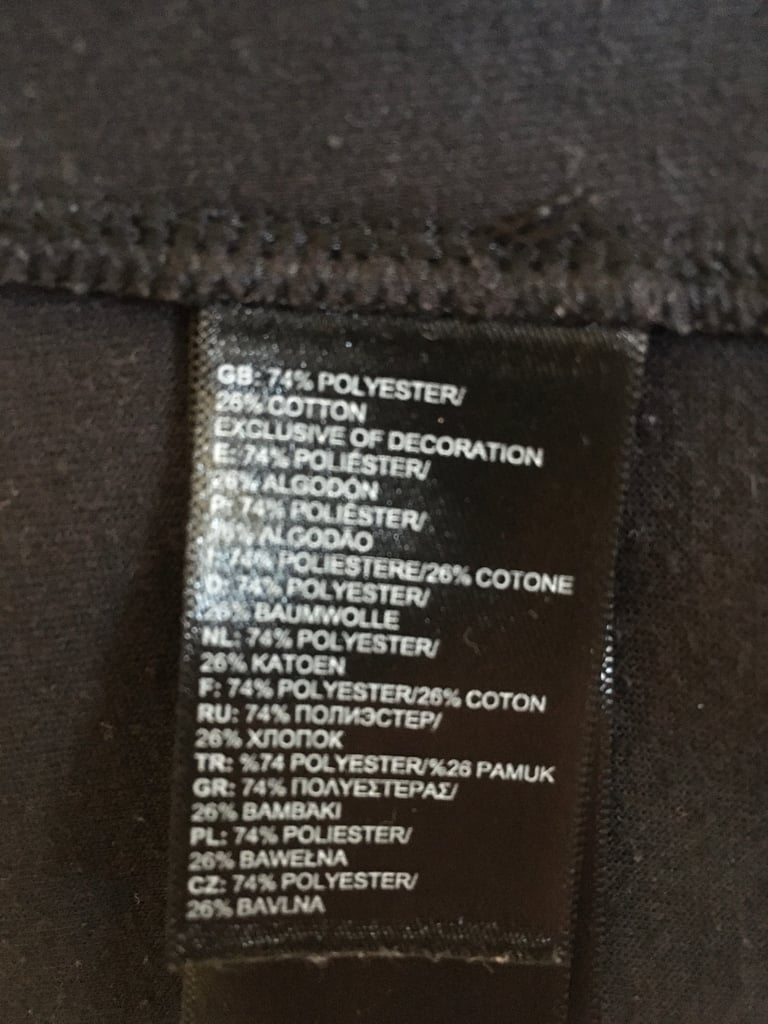 GB: 74% POLYESTER/
26% COTTON
EXCLUSIVE OF DECORATION
E: 74% POLIÉSTER/
26% ALGODÓN
P: 74% POLIÉSTER/
26% ALGODÃO
I: 74% POLIESTERE/26% COTONE
D: 74% POLYESTER/
26% BAUMWOLLE
NL: 74% POLYESTER/
26% KATOEN
F: 74% POLYESTER/26% COTON
RU: 74% ПОЛИЭСТЕР/
26% ХЛОПОК
TR: %74 POLYESTER/%26 PAMUK
GR: 74% ΠΟΛΥΕΣΤΕΡΑΣ/
26% ΒΑΜΒΑΚΙ
PL: 74% POLIESTER/
26% BAWEŁNA
CZ: 74% POLYESTER/
26% BAVLNA